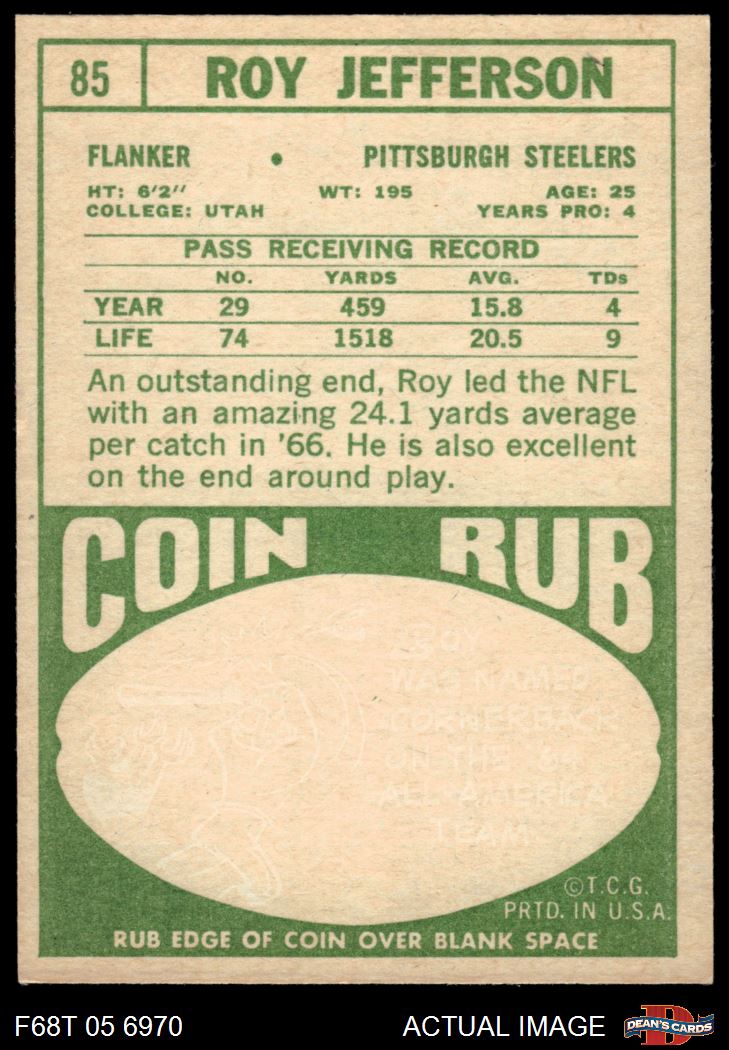 85 ROY JEFFERSON
FLANKER • PITTSBURGH STEELERS
HT: 6'2" WT: 195 AGE: 25
COLLEGE: UTAH YEARS PRO: 4
PASS RECEIVING RECORD
NO. YARDS AVG. TDs
YEAR 29 459 15.8 4
LIFE 74 1518 20.5 9
An outstanding end, Roy led the NFL
with an amazing 24.1 yards average
per catch in '66. He is also excellent
on the end around play.
COIN RUB
ROY
WAS NAMED
CORNERBACK
ON THE '64
ALL AMERICA
TEAM
©T.C.G.
PRTD. IN U.S.A.
RUB EDGE OF COIN OVER BLANK SPACE
F68T 05 6970 ACTUAL IMAGE D DEAN'S CARDS